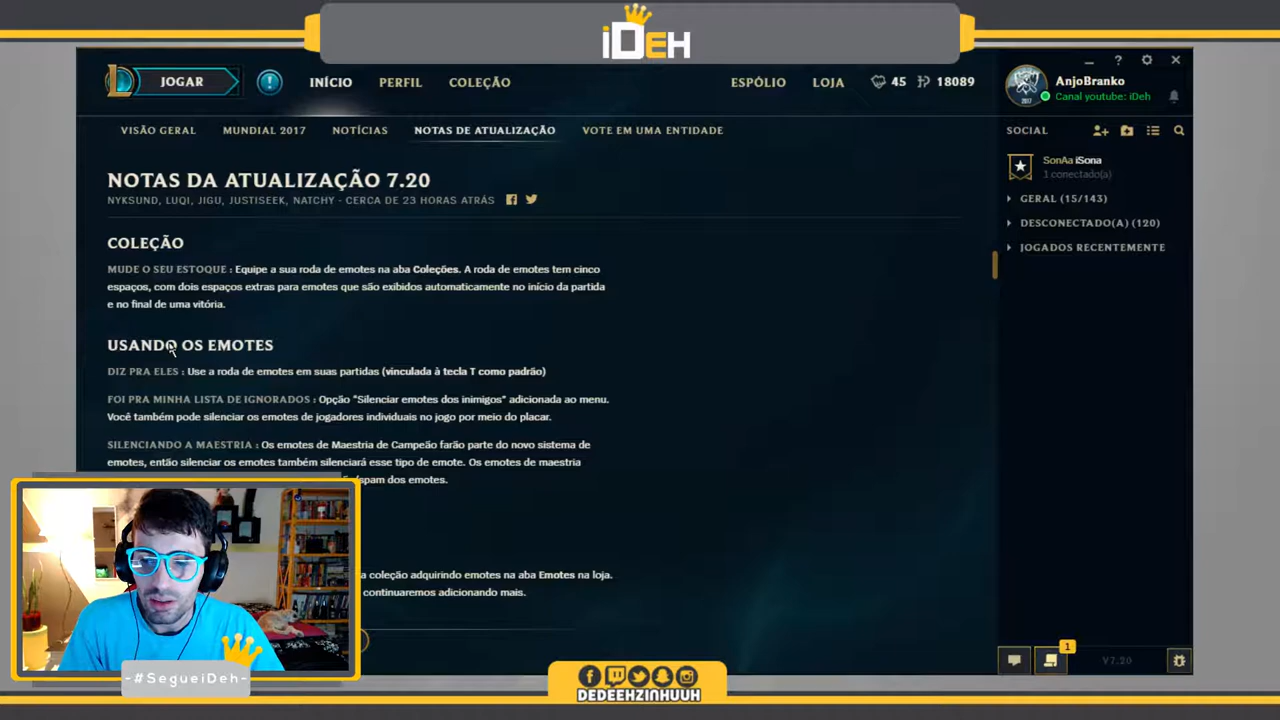 iDEH
JOGAR
INÍCIO
PERFIL
COLEÇÃO
ESPÓLIO
LOJA
45
18089
AnjoBranko
Canal youtube: iDeh
2017
VISÃO GERAL
MUNDIAL 2017
NOTÍCIAS
NOTAS DE ATUALIZAÇÃO
VOTE EM UMA ENTIDADE
SOCIAL
SonAa iSona
1 conectado(a)
GERAL (15/143)
DESCONECTADO(A) (120)
JOGADOS RECENTEMENTE
NOTAS DA ATUALIZAÇÃO 7.20
NYKSUND, LUQI, JIGU, JUSTISEEK, NATCHY - CERCA DE 23 HORAS ATRÁS
COLEÇÃO
MUDE O SEU ESTOQUE : Equipe a sua roda de emotes na aba Coleções. A roda de emotes tem cinco
espaços, com dois espaços extras para emotes que são exibidos automaticamente no início da partida
e no final de uma vitória.
USANDO OS EMOTES
DIZ PRA ELES : Use a roda de emotes em suas partidas (vinculada à tecla T como padrão)
FOI PRA MINHA LISTA DE IGNORADOS : Opção “Silenciar emotes dos inimigos” adicionada ao menu.
Você também pode silenciar os emotes de jogadores individuais no jogo por meio do placar.
SILENCIANDO A MAESTRIA : Os emotes de Maestria de Campeão farão parte do novo sistema de
emotes, então silenciar os emotes também silenciará esse tipo de emote. Os emotes de maestria
/spam dos emotes.
a coleção adquirindo emotes na aba Emotes na loja.
continuaremos adicionando mais.
1
V7.20
-#SegueiDeh-
DEDEEHZINHUUH